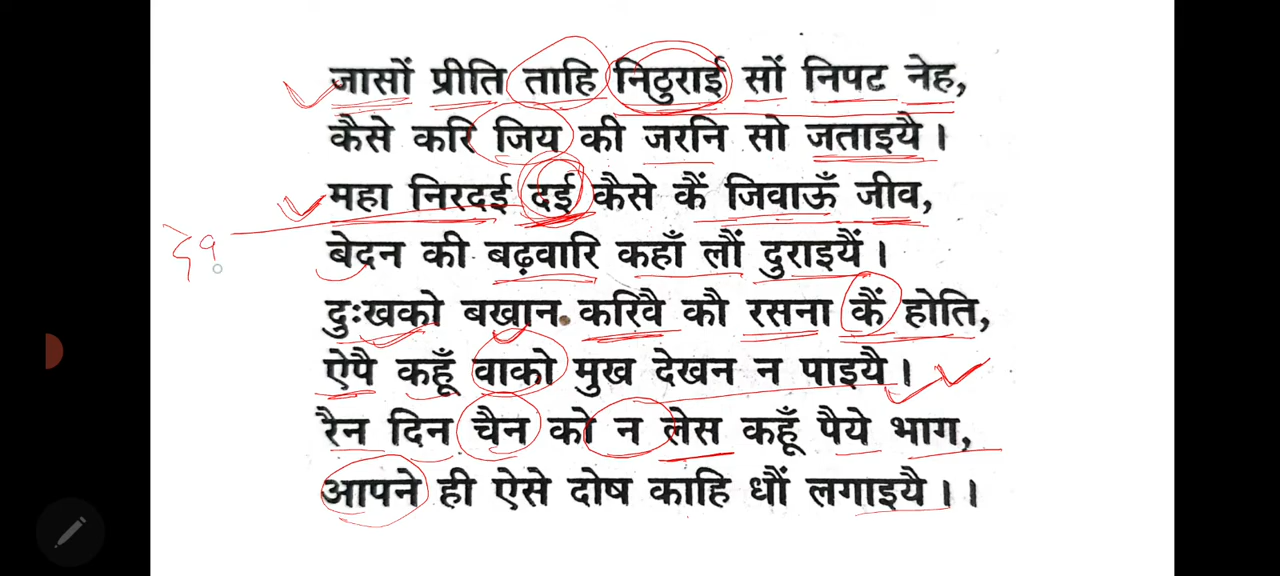 जासों प्रीति ताहि निठुराई सों निपट नेह,
कैसे करि जिय की जरनि सो जताइयै।
महा निरदई दई कैसे कैं जिवाऊँ जीव,
बेदन की बढ़वारि कहाँ लौं दुराइयैं।
दुःखको बखान करिवै कौ रसना कैं होति,
ऐपै कहूँ वाको मुख देखन न पाइयै।
रैन दिन चैन को न लेस कहूँ पैये भाग,
आपने ही ऐसे दोष काहि धौं लगाइयै।।